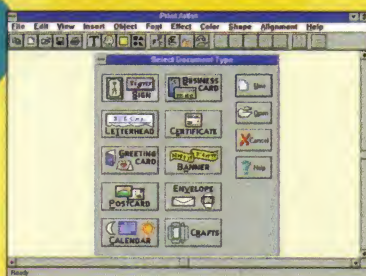 Print Artist
File Edit View Insert Object Font Effect Color Shape Alignment Help
Select Document Type
SIGN
BUSINESS CARD
New
LETTERHEAD
CERTIFICATE
Open
GREETING CARD
BANNER
Cancel
POSTCARD
ENVELOPE
Help
CALENDAR
CRAFTS
Ready